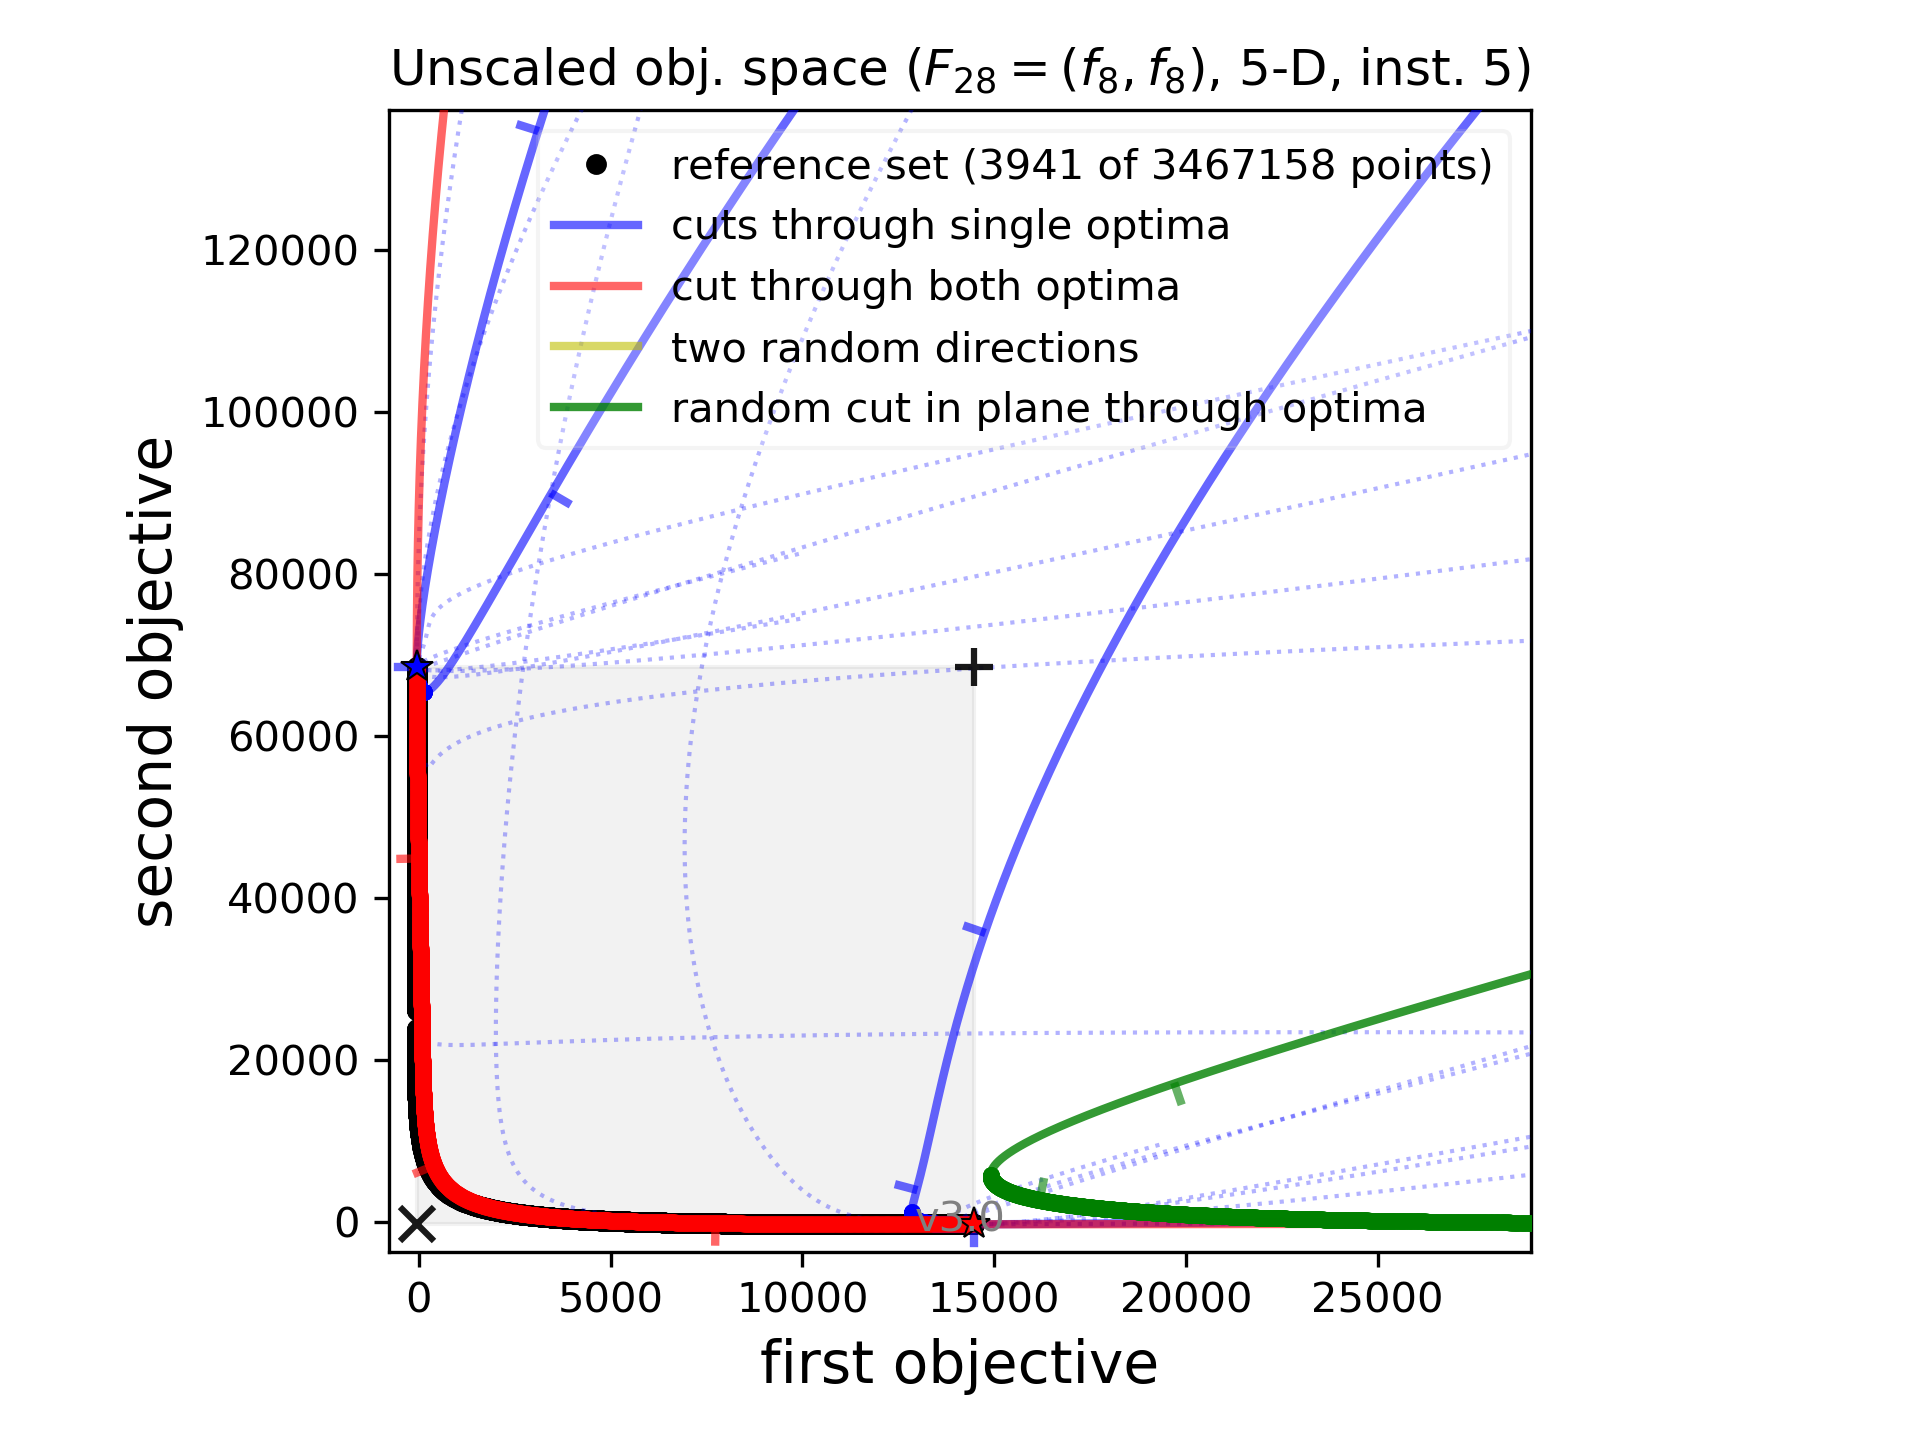 Unscaled obj. space (F₂₈ = (f₈, f₈), 5-D, inst. 5)
reference set (3941 of 3467158 points)
cuts through single optima
cut through both optima
two random directions
random cut in plane through optima
second objective
120000
100000
80000
60000
40000
20000
0
v3.0
0
5000
10000
15000
20000
25000
first objective